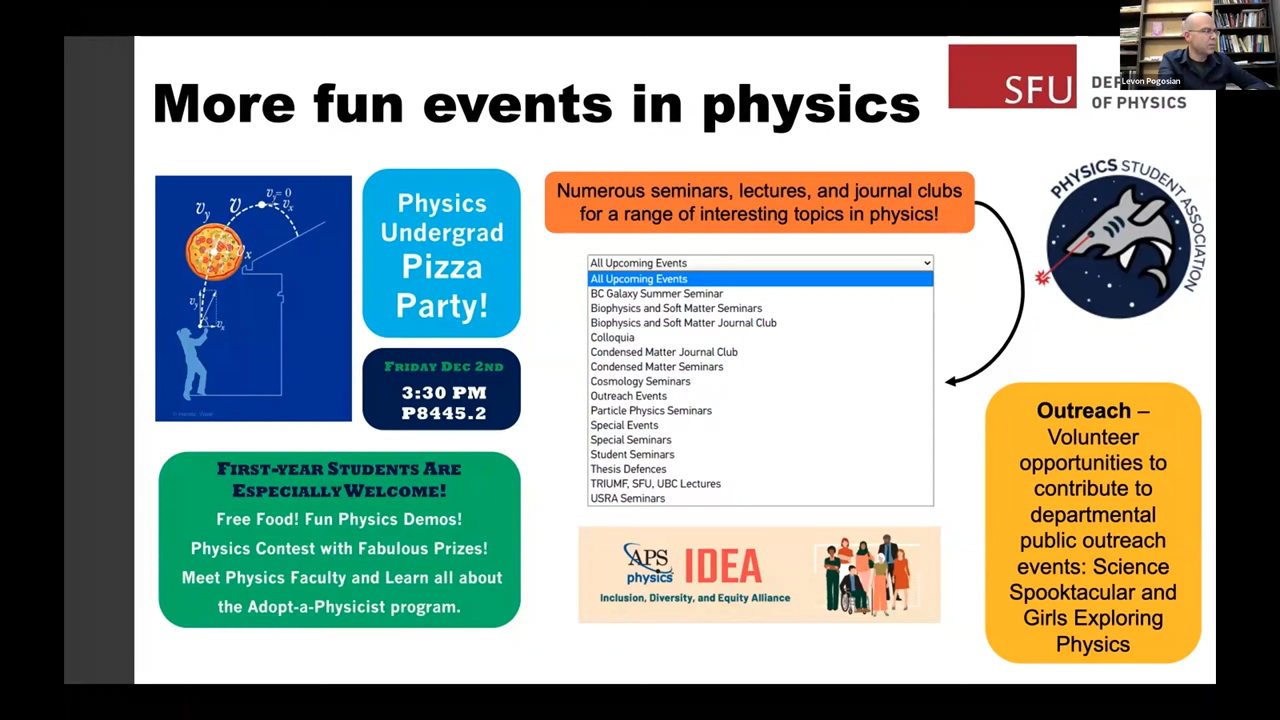 More fun events in physics
SFU
OF PHYSICS
Levon Pogosian
vy
v
vy = 0
vx
vx
vy
vx
Physics
Undergrad
Pizza
Party!
FRIDAY DEC 2ND
3:30 PM
P8445.2
FIRST-YEAR STUDENTS ARE
ESPECIALLY WELCOME!
Free Food! Fun Physics Demos!
Physics Contest with Fabulous Prizes!
Meet Physics Faculty and Learn all about
the Adopt-a-Physicist program.
Numerous seminars, lectures, and journal clubs
for a range of interesting topics in physics!
All Upcoming Events
All Upcoming Events
BC Galaxy Summer Seminar
Biophysics and Soft Matter Seminars
Biophysics and Soft Matter Journal Club
Colloquia
Condensed Matter Journal Club
Condensed Matter Seminars
Cosmology Seminars
Outreach Events
Particle Physics Seminars
Special Events
Special Seminars
Student Seminars
Thesis Defences
TRIUMF, SFU, UBC Lectures
USRA Seminars
APS
physics
IDEA
Inclusion, Diversity, and Equity Alliance
PHYSICS STUDENT ASSOCIATION
Outreach –
Volunteer
opportunities to
contribute to
departmental
public outreach
events: Science
Spooktacular and
Girls Exploring
Physics